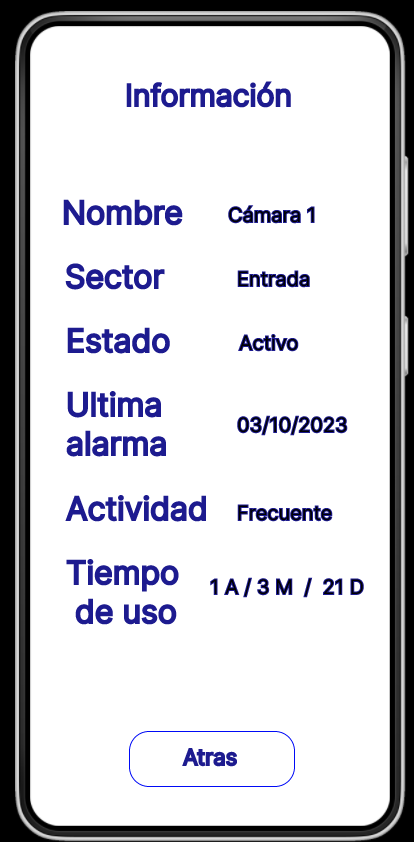 Información
Nombre Cámara 1
Sector Entrada
Estado Activo
Ultima
alarma 03/10/2023
Actividad Frecuente
Tiempo
de uso 1 A / 3 M / 21 D
Atras